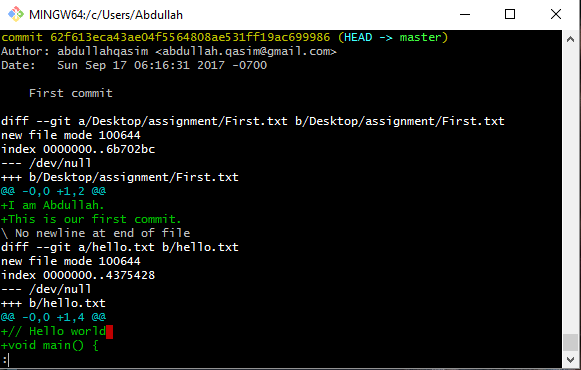 MINGW64:/c/Users/Abdullah
commit 62f613eca43ae04f5564808ae531ff19ac699986 (HEAD -> master)
Author: abdullahqasim <abdullah.qasim@gmail.com>
Date:   Sun Sep 17 06:16:31 2017 -0700
    First commit
diff --git a/Desktop/assignment/First.txt b/Desktop/assignment/First.txt
new file mode 100644
index 0000000..6b702bc
--- /dev/null
+++ b/Desktop/assignment/First.txt
@@ -0,0 +1,2 @@
+I am Abdullah.
+This is our first commit.
\ No newline at end of file
diff --git a/hello.txt b/hello.txt
new file mode 100644
index 0000000..4375428
--- /dev/null
+++ b/hello.txt
@@ -0,0 +1,4 @@
+// Hello world
+void main() {
: